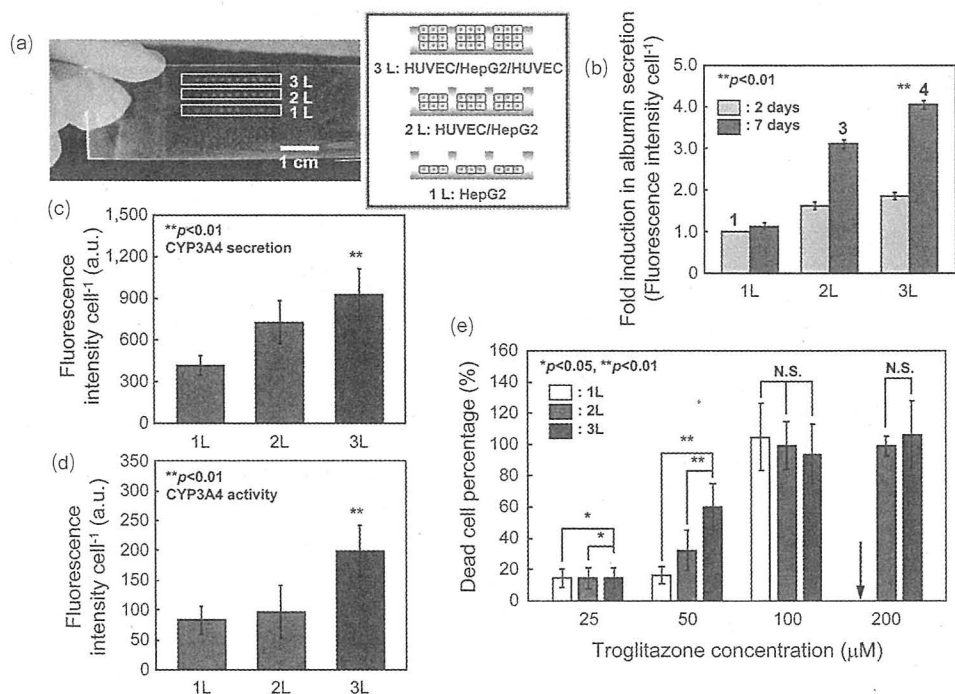 (a)
3 L
2 L
1 L
1 cm
3 L: HUVEC/HepG2/HUVEC
2 L: HUVEC/HepG2
1 L: HepG2
(b)
Fold induction in albumin secretion
(Fluorescence intensity cell-1)
**p<0.01
: 2 days
: 7 days
5.0
4.0
3.0
2.0
1.0
0
1
3
** 4
1L
2L
3L
(c)
Fluorescence
intensity cell-1 (a.u.)
1,500
1,200
900
600
300
0
**p<0.01
CYP3A4 secretion
**
1L
2L
3L
(d)
Fluorescence
intensity cell-1 (a.u.)
350
300
250
200
150
100
50
0
**p<0.01
CYP3A4 activity
**
1L
2L
3L
(e)
Dead cell percentage (%)
160
140
120
100
80
60
40
20
0
*p<0.05, **p<0.01
: 1L
: 2L
: 3L
*
*
**
**
N.S.
N.S.
25
50
100
200
Troglitazone concentration (μM)